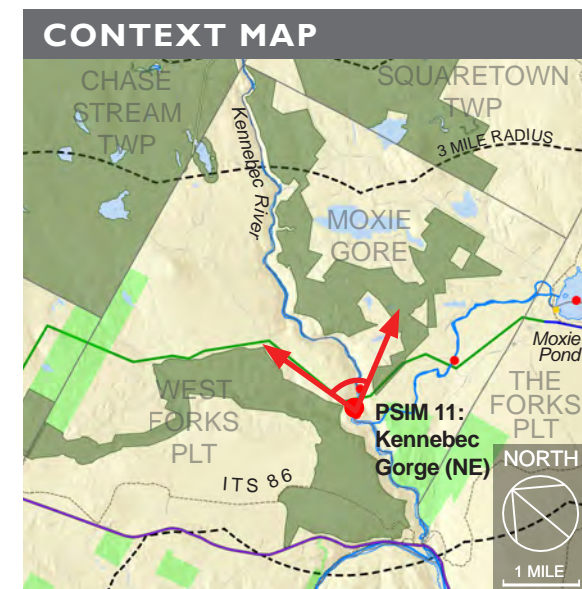 CONTEXT MAP
CHASE
STREAM
TWP
SQUARETOWN
TWP
3 MILE RADIUS
Kennebec River
MOXIE
GORE
Moxie
Pond
WEST
FORKS
PLT
THE
FORKS
PLT
PSIM 11:
Kennebec
Gorge (NE)
ITS 86
NORTH
1 MILE